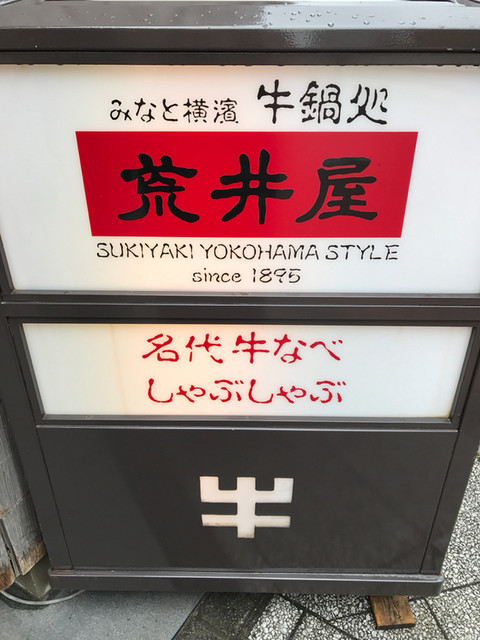 みなと横濱 牛鍋処
荒井屋
SUKIYAKI YOKOHAMA STYLE
since 1895
名代牛なべ
しゃぶしゃぶ
牛